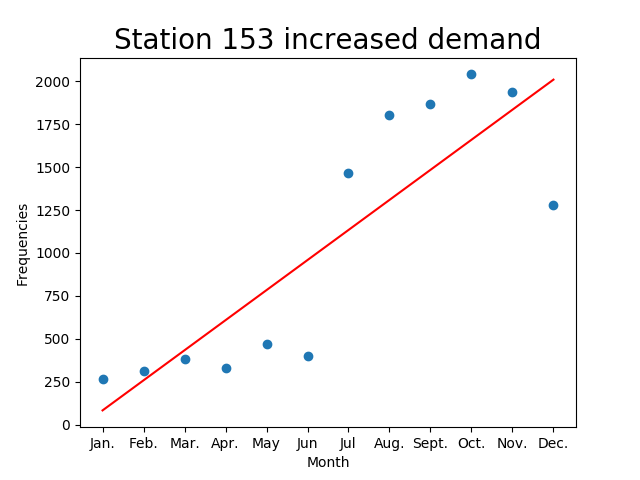 Station 153 increased demand
2000
1750
1500
1250
1000
750
500
250
0
Frequencies
Jan. Feb. Mar. Apr. May Jun Jul Aug. Sept. Oct. Nov. Dec.
Month